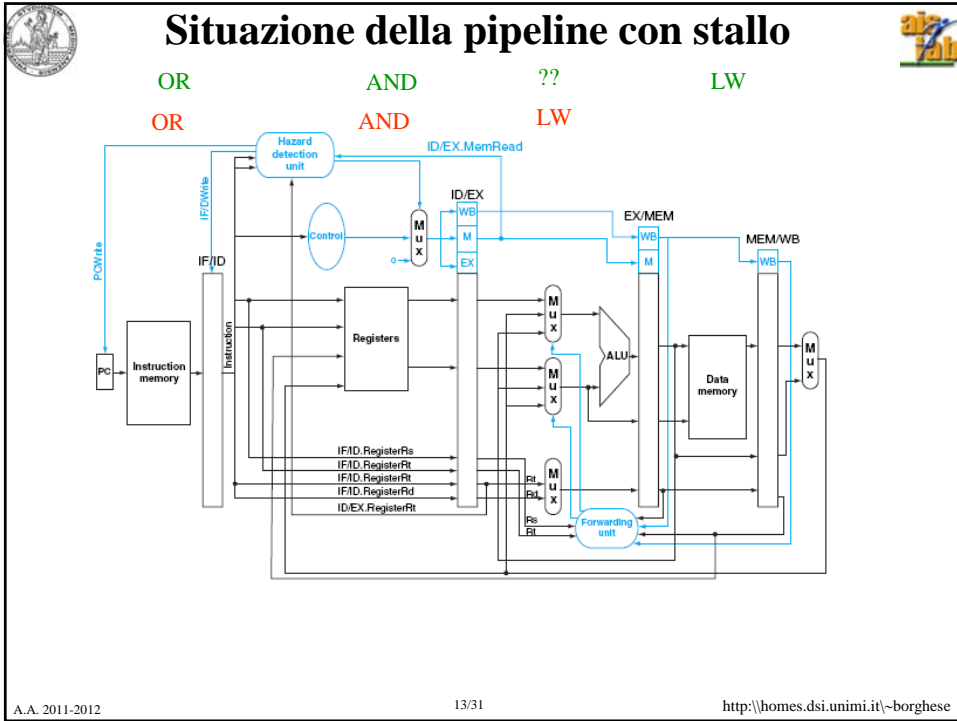 Situazione della pipeline con stallo
OR AND ?? LW
OR AND LW
Hazard
detection
unit
ID/EX.MemRead
ID/EX
IF/DWrite
PCWrite
Control
M
u
x
0
WB
M
EX
EX/MEM
WB
M
MEM/WB
WB
IF/ID
Instruction
PC
Instruction
memory
Registers
M
u
x
M
u
x
ALU
Data
memory
M
u
x
IF/ID.RegisterRs
IF/ID.RegisterRt
IF/ID.RegisterRt
IF/ID.RegisterRd
ID/EX.RegisterRt
Rt
Rd
M
u
x
Rs
Rt
Forwarding
unit
A.A. 2011-2012
13/31
http:\\homes.dsi.unimi.it\~borghese